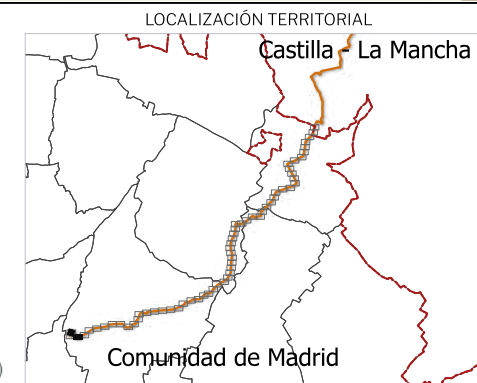 LOCALIZACIÓN TERRITORIAL
Castilla - La Mancha
Comunidad de Madrid